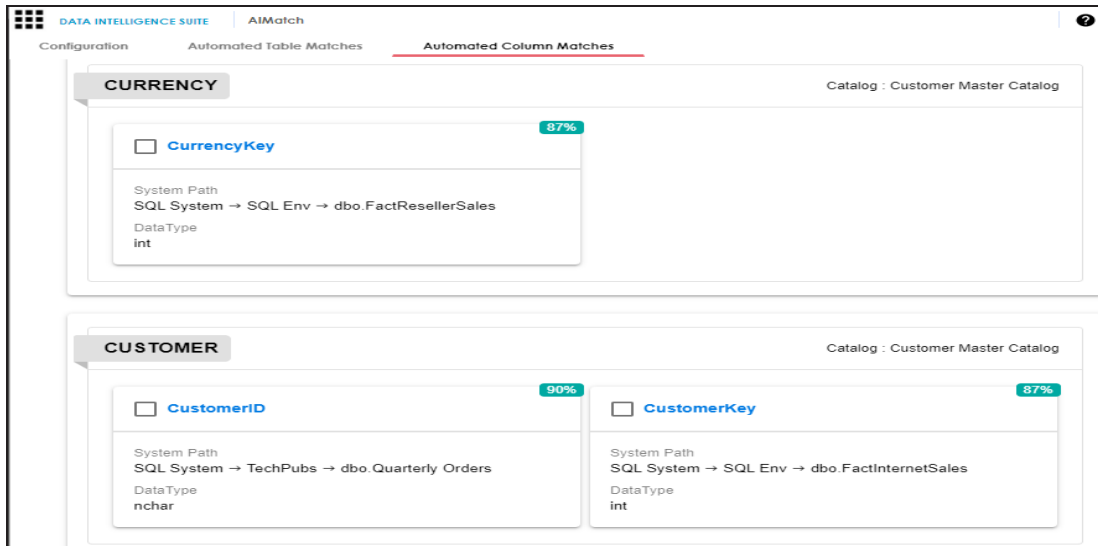 DATA INTELLIGENCE SUITE AIMatch ?
Configuration Automated Table Matches Automated Column Matches
CURRENCY Catalog : Customer Master Catalog
87%
CurrencyKey
System Path
SQL System → SQL Env → dbo.FactResellerSales
DataType
int
CUSTOMER Catalog : Customer Master Catalog
90% 87%
CustomerID CustomerKey
System Path System Path
SQL System → TechPubs → dbo.Quarterly Orders SQL System → SQL Env → dbo.FactInternetSales
DataType DataType
nchar int